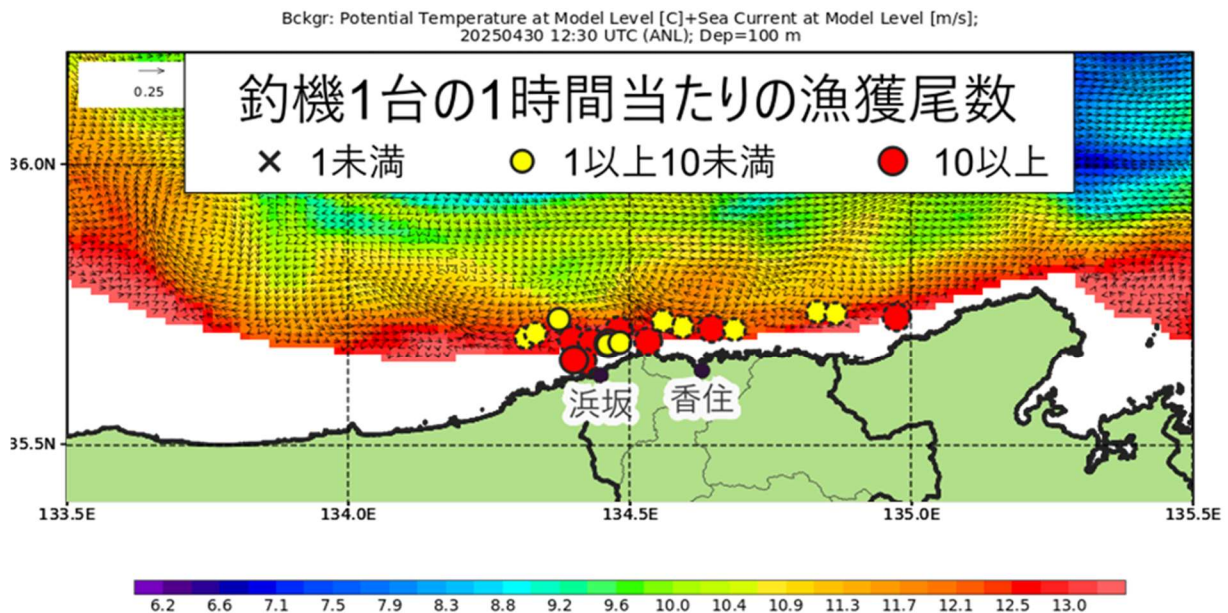 Bckgr: Potential Temperature at Model Level [C]+Sea Current at Model Level [m/s];
20250430 12:30 UTC (ANL); Dep=100 m
0.25
釣機1台の1時間当たりの漁獲尾数
× 1未満 1以上10未満 10以上
36.0N
浜坂 香住
35.5N
133.5E 134.0E 134.5E 135.0E 135.5E
6.2 6.6 7.1 7.5 7.9 8.3 8.8 9.2 9.6 10.0 10.4 10.9 11.3 11.7 12.1 12.5 13.0